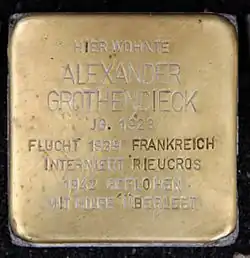 HIER WOHNTE
ALEXANDER
GROTHENDIECK
JG. 1928
FLUCHT 1939 FRANKREICH
INTERNIERT RIEUCROS
1942 GEFLOHEN
MIT HILFE ÜBERLEBT